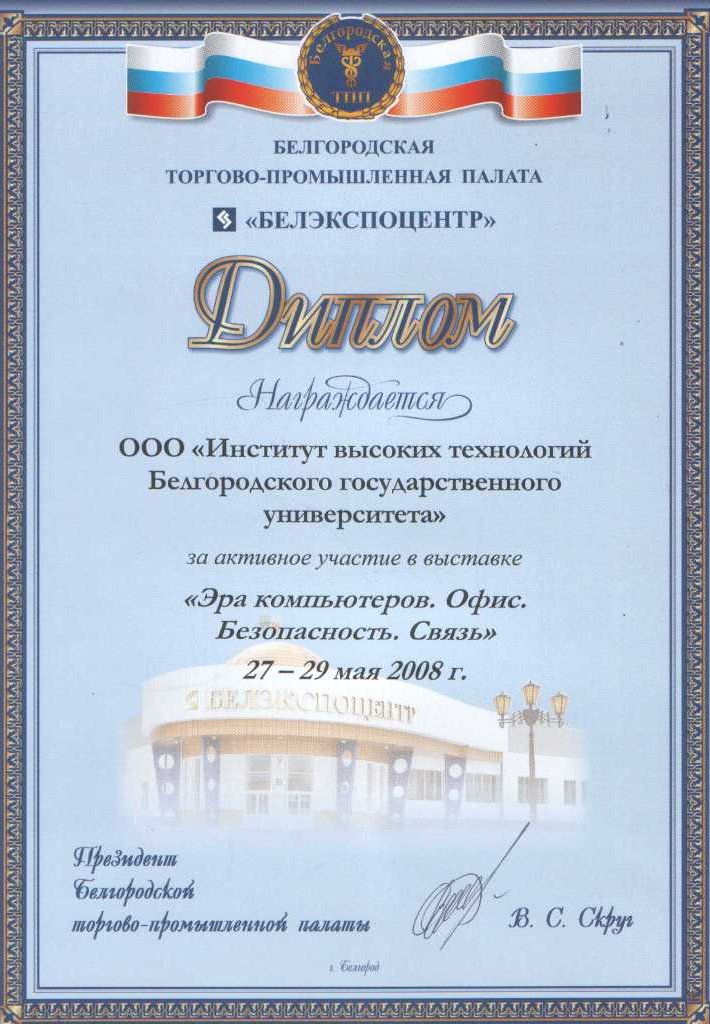 Белгородская
ТПП
БЕЛГОРОДСКАЯ
ТОРГОВО-ПРОМЫШЛЕННАЯ ПАЛАТА
«БЕЛЭКСПОЦЕНТР»
Диплом
Награждается
ООО «Институт высоких технологий
Белгородского государственного
университета»
за активное участие в выставке
«Эра компьютеров. Офис.
Безопасность. Связь»
27 – 29 мая 2008 г.
БЕЛЭКСПОЦЕНТР
Президент
Белгородской
торгово-промышленной палаты
В. С. Скруг
г. Белгород